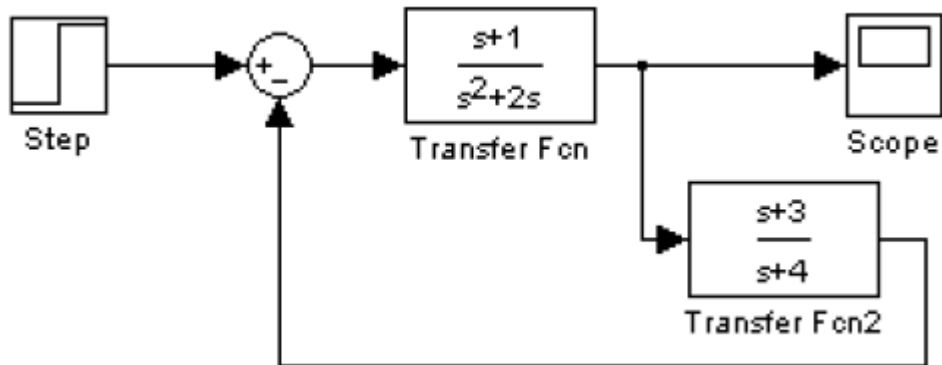 s+1
s²+2s
Step
Transfer Fcn
Scope
s+3
s+4
Transfer Fcn2